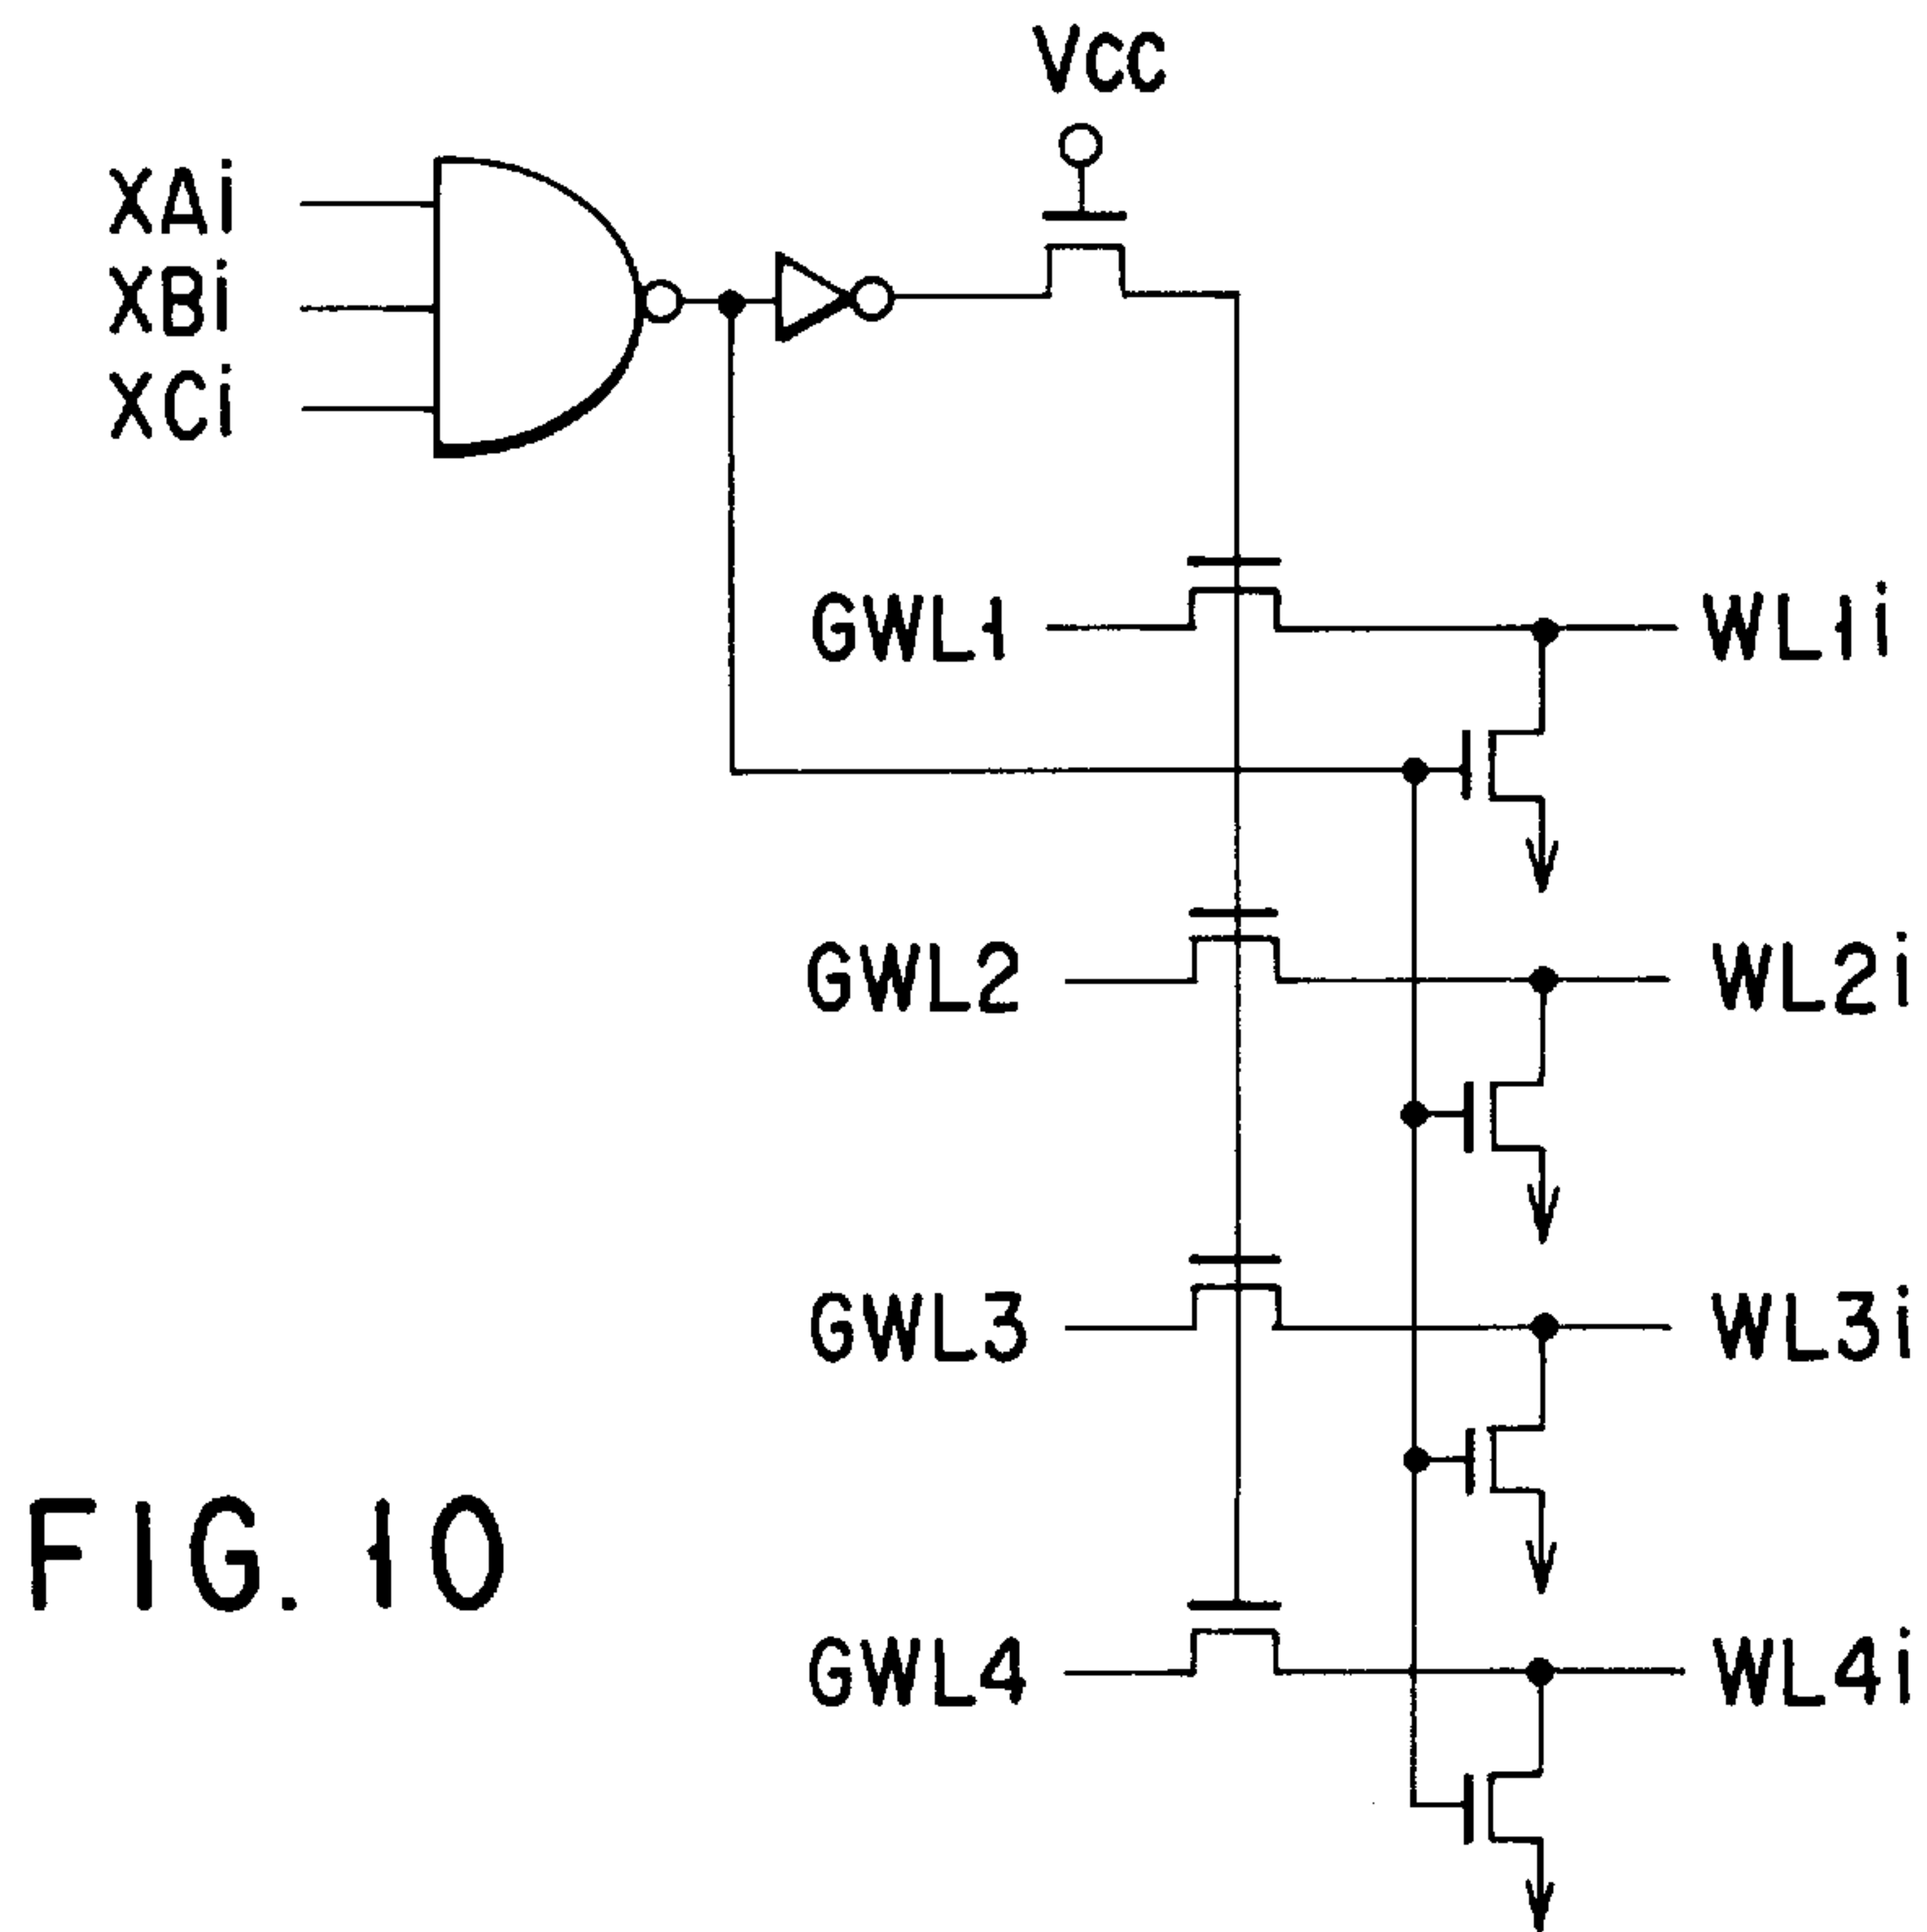 VCC
XAi
XBi
XCi
GWL1 WL1i
GWL2 WL2i
GWL3 WL3i
FIG. 10
GWL4 WL4i